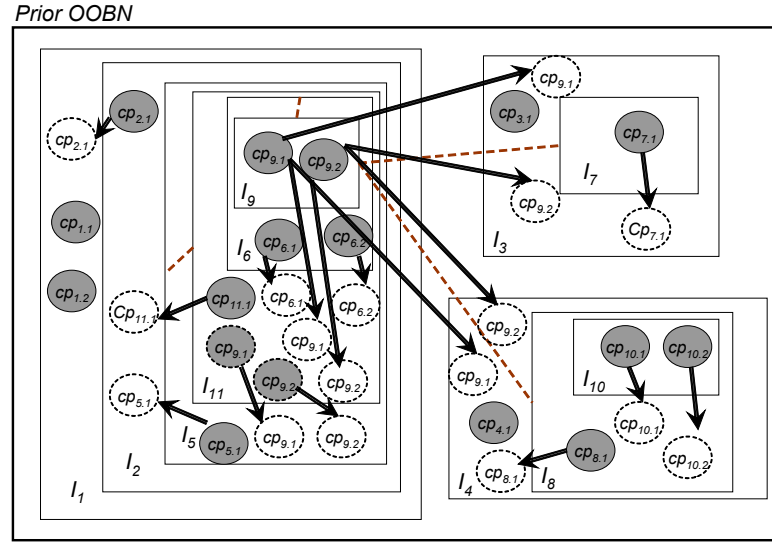 Prior OOBN
cp2.1
cp2.1
cp1.1
cp1.2
Cp11.1
cp5.1
I1
I2
cp9.1
cp9.2
I9
cp6.1
cp6.2
I6
cp11.1
cp6.1
cp6.2
cp9.1
cp9.1
cp9.2
cp9.2
I11
I5
cp5.1
cp9.1
cp9.2
cp9.1
cp3.1
cp7.1
I7
cp9.2
Cp7.1
I3
cp9.2
cp9.1
cp10.1
cp10.2
I10
cp4.1
cp10.1
cp8.1
cp10.2
cp8.1
I4
I8